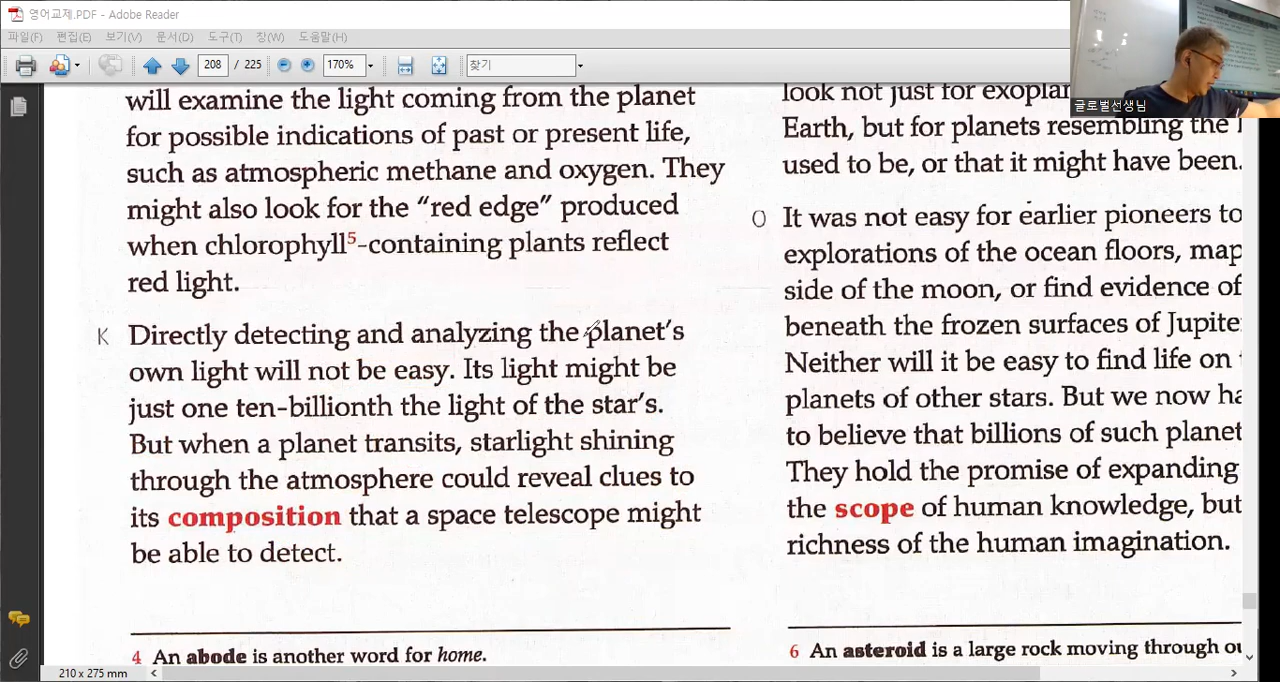 영어교제.PDF - Adobe Reader
파일(F) 편집(E) 보기(V) 문서(D) 도구(T) 창(W) 도움말(H)
208 / 225 170% 찾기
글로벌선생님
will examine the light coming from the planet
for possible indications of past or present life,
such as atmospheric methane and oxygen. They
might also look for the “red edge” produced
when chlorophyll5-containing plants reflect
red light.
K Directly detecting and analyzing the planet's
own light will not be easy. Its light might be
just one ten-billionth the light of the star's.
But when a planet transits, starlight shining
through the atmosphere could reveal clues to
its composition that a space telescope might
be able to detect.
4 An abode is another word for home.
look not just for
Earth, but for planets resembling the
used to be, or that it might have been.
O It was not easy for earlier pioneers to
explorations of the ocean floors, map
side of the moon, or find evidence of
beneath the frozen surfaces of
Neither will it be easy to find life on
planets of other stars. But we now
to believe that billions of such
They hold the promise of expanding
the scope of human knowledge, but
richness of the human imagination.
6 An asteroid is a large rock moving through
210 x 275 mm